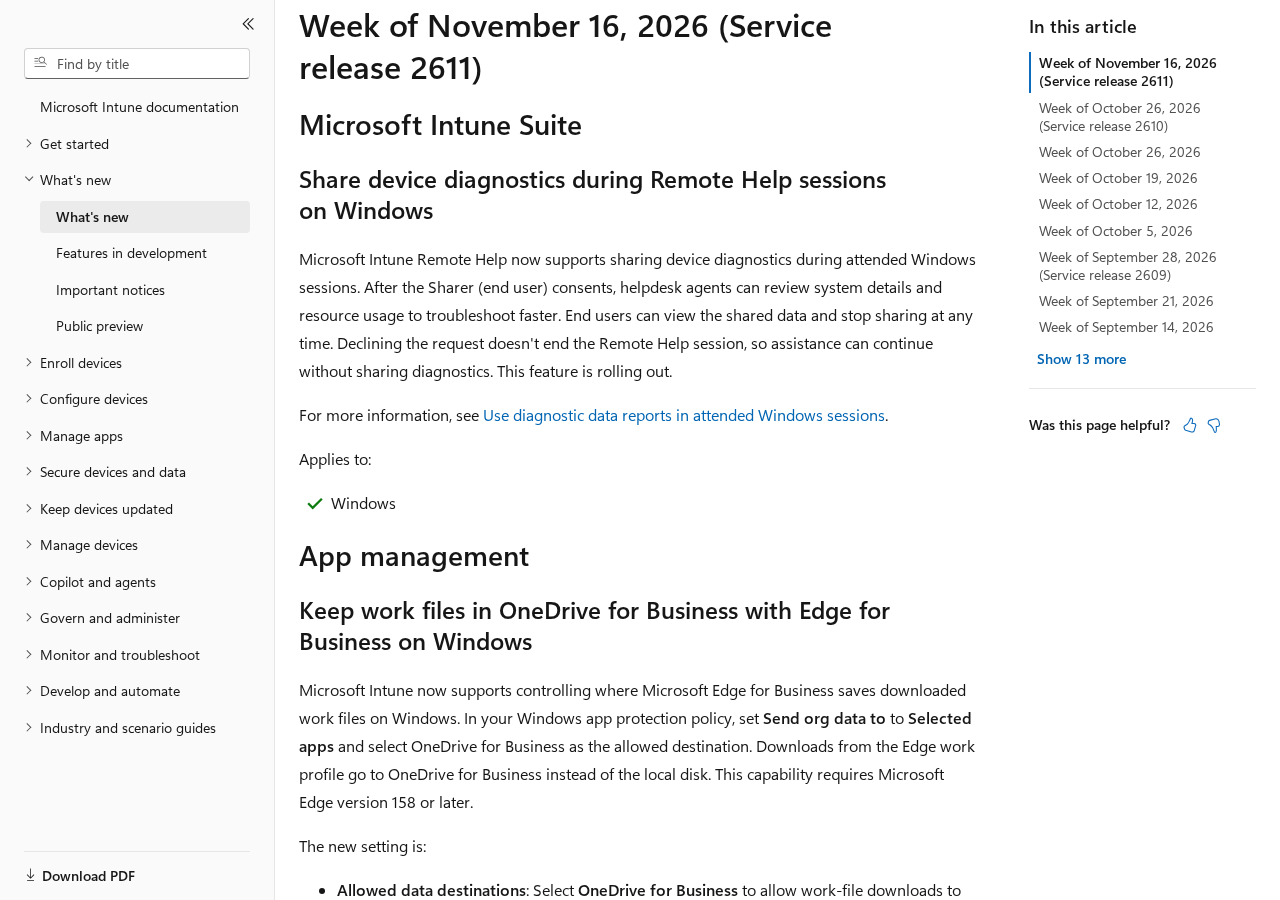 Find by title
Microsoft Intune documentation
Get started
What's new
What's new
Features in development
Important notices
Public preview
Enroll devices
Configure devices
Manage apps
Secure devices and data
Keep devices updated
Manage devices
Copilot and agents
Govern and administer
Monitor and troubleshoot
Develop and automate
Industry and scenario guides
Download PDF
Week of November 16, 2026 (Service
release 2611)
Microsoft Intune Suite
Share device diagnostics during Remote Help sessions
on Windows
Microsoft Intune Remote Help now supports sharing device diagnostics during attended Windows
sessions. After the Sharer (end user) consents, helpdesk agents can review system details and
resource usage to troubleshoot faster. End users can view the shared data and stop sharing at any
time. Declining the request doesn't end the Remote Help session, so assistance can continue
without sharing diagnostics. This feature is rolling out.
For more information, see Use diagnostic data reports in attended Windows sessions.
Applies to:
Windows
App management
Keep work files in OneDrive for Business with Edge for
Business on Windows
Microsoft Intune now supports controlling where Microsoft Edge for Business saves downloaded
work files on Windows. In your Windows app protection policy, set Send org data to to Selected
apps and select OneDrive for Business as the allowed destination. Downloads from the Edge work
profile go to OneDrive for Business instead of the local disk. This capability requires Microsoft
Edge version 158 or later.
The new setting is:
Allowed data destinations: Select OneDrive for Business to allow work-file downloads to
In this article
Week of November 16, 2026
(Service release 2611)
Week of October 26, 2026
(Service release 2610)
Week of October 26, 2026
Week of October 19, 2026
Week of October 12, 2026
Week of October 5, 2026
Week of September 28, 2026
(Service release 2609)
Week of September 21, 2026
Week of September 14, 2026
Show 13 more
Was this page helpful?